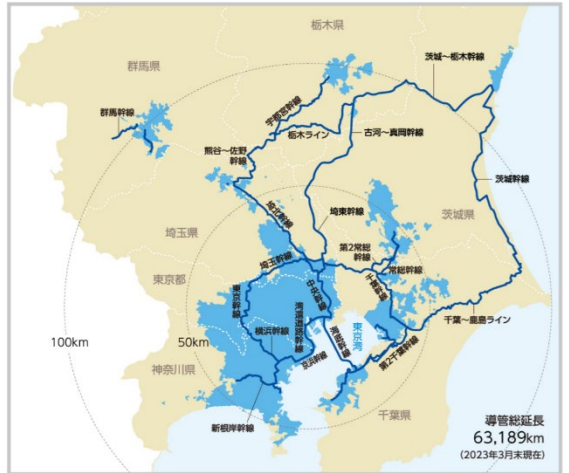 栃木県
群馬県
茨城～栃木幹線
群馬幹線
宇都宮幹線
栃木ライン
古河～真岡幹線
熊谷～佐野
幹線
茨城幹線
埼北幹線
埼東幹線
茨城県
埼玉県
第2常総
幹線
常総幹線
埼玉幹線
東京都
中央幹線
千葉幹線
東京幹線
湾岸道路幹線
東京湾
千葉～鹿島ライン
横浜幹線
常磐幹線
100km
50km
京浜幹線
第2千葉幹線
神奈川県
新根岸幹線
千葉県
導管総延長
63,189km
(2023年3月末現在)